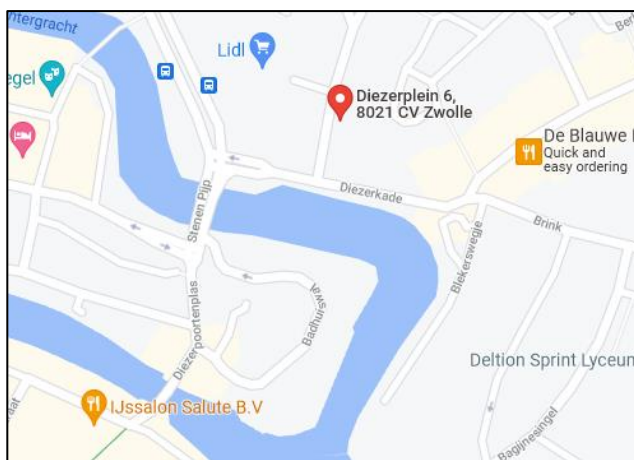 ntergracht
Lidl
egel
Diezerplein 6,
8021 CV Zwolle
De Blauwe
Quick and
easy ordering
Stenen Pijp...
Diezerkade
Brink
Blekerswegje
Badhuiswal
Diezerpoortenplas
Deltion Sprint Lyceum
IJssalon Salute B.V
raat
Bagijnesingel